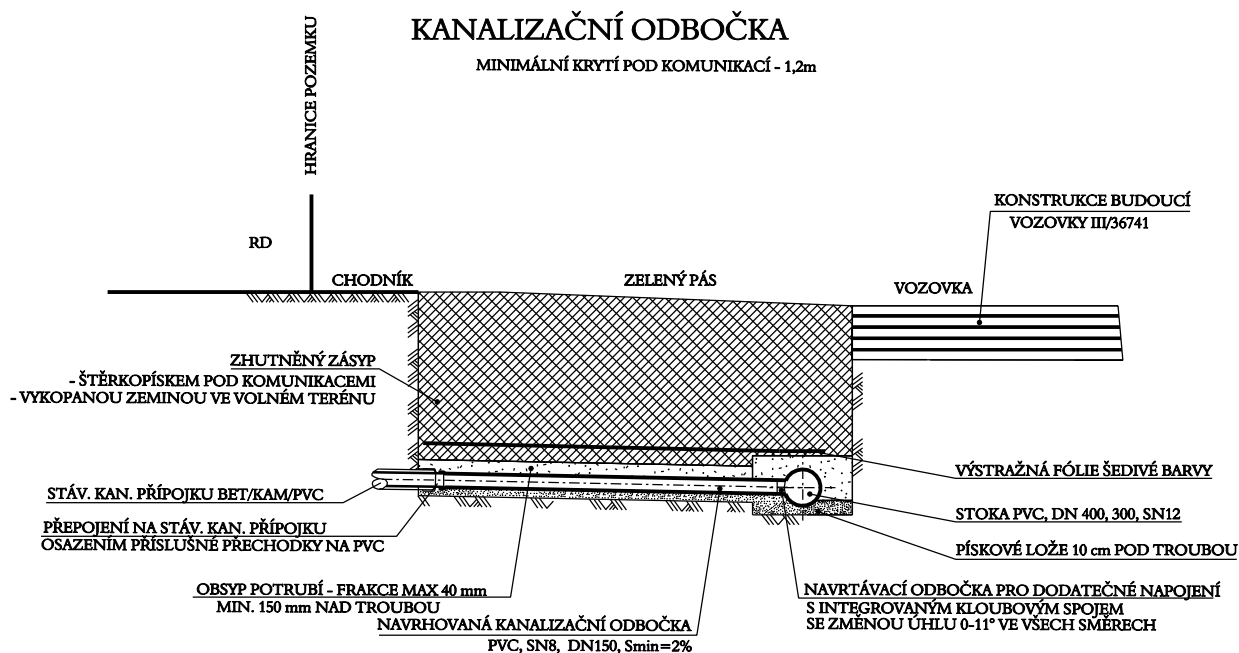 KANALIZAČNÍ ODBOČKA
MINIMÁLNÍ KRYTÍ POD KOMUNIKACÍ - 1,2m
HRANICE POZEMKU
KONSTRUKCE BUDOUCÍ
VOZOVKY III/36741
RD
CHODNÍK
ZELENÝ PÁS
VOZOVKA
ZHUTNĚNÝ ZÁSYP
- ŠTĚRKOPÍSKEM POD KOMUNIKACEMI
- VYKOPANOU ZEMINOU VE VOLNÉM TERÉNU
VÝSTRAŽNÁ FÓLIE ŠEDIVÉ BARVY
STÁV. KAN. PŘÍPOJKU BET/KAM/PVC
STOKA PVC, DN 400, 300, SN12
PŘEPOJENÍ NA STÁV. KAN. PŘÍPOJKU
OSAZENÍM PŘÍSLUŠNÉ PŘECHODKY NA PVC
PÍSKOVÉ LOŽE 10 cm POD TROUBOU
OBSYP POTRUBÍ - FRAKCE MAX 40 mm
MIN. 150 mm NAD TROUBOU
NAVRTÁVACÍ ODBOČKA PRO DODATEČNÉ NAPOJENÍ
S INTEGROVANÝM KLOUBOVÝM SPOJEM
SE ZMĚNOU ÚHLU 0-11° VE VŠECH SMĚRECH
NAVRHOVANÁ KANALIZAČNÍ ODBOČKA
PVC, SN8, DN150, Smin=2%